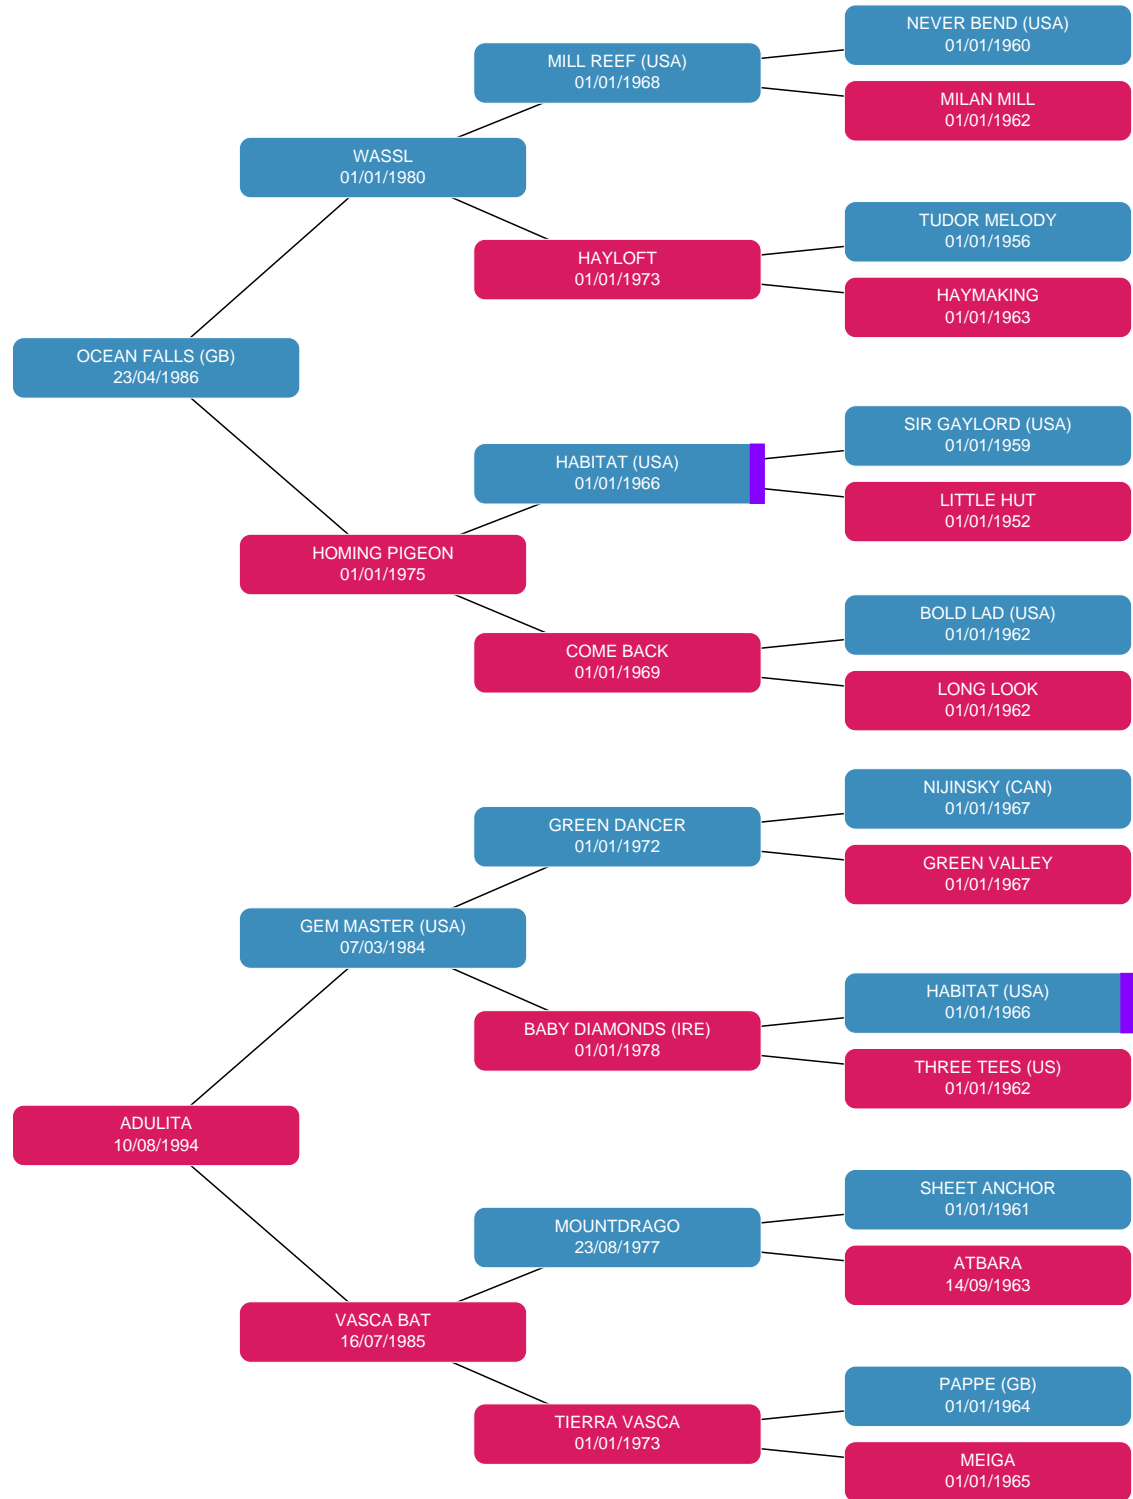 NEVER BEND (USA)
01/01/1960
MILL REEF (USA)
01/01/1968
MILAN MILL
01/01/1962
WASSL
01/01/1980
TUDOR MELODY
01/01/1956
HAYLOFT
01/01/1973
HAYMAKING
01/01/1963
OCEAN FALLS (GB)
23/04/1986
SIR GAYLORD (USA)
01/01/1959
HABITAT (USA)
01/01/1966
LITTLE HUT
01/01/1952
HOMING PIGEON
01/01/1975
BOLD LAD (USA)
01/01/1962
COME BACK
01/01/1969
LONG LOOK
01/01/1962
NIJINSKY (CAN)
01/01/1967
GREEN DANCER
01/01/1972
GREEN VALLEY
01/01/1967
GEM MASTER (USA)
07/03/1984
HABITAT (USA)
01/01/1966
BABY DIAMONDS (IRE)
01/01/1978
THREE TEES (US)
01/01/1962
ADULITA
10/08/1994
SHEET ANCHOR
01/01/1961
MOUNTDRAGO
23/08/1977
ATBARA
14/09/1963
VASCA BAT
16/07/1985
PAPPE (GB)
01/01/1964
TIERRA VASCA
01/01/1973
MEIGA
01/01/1965